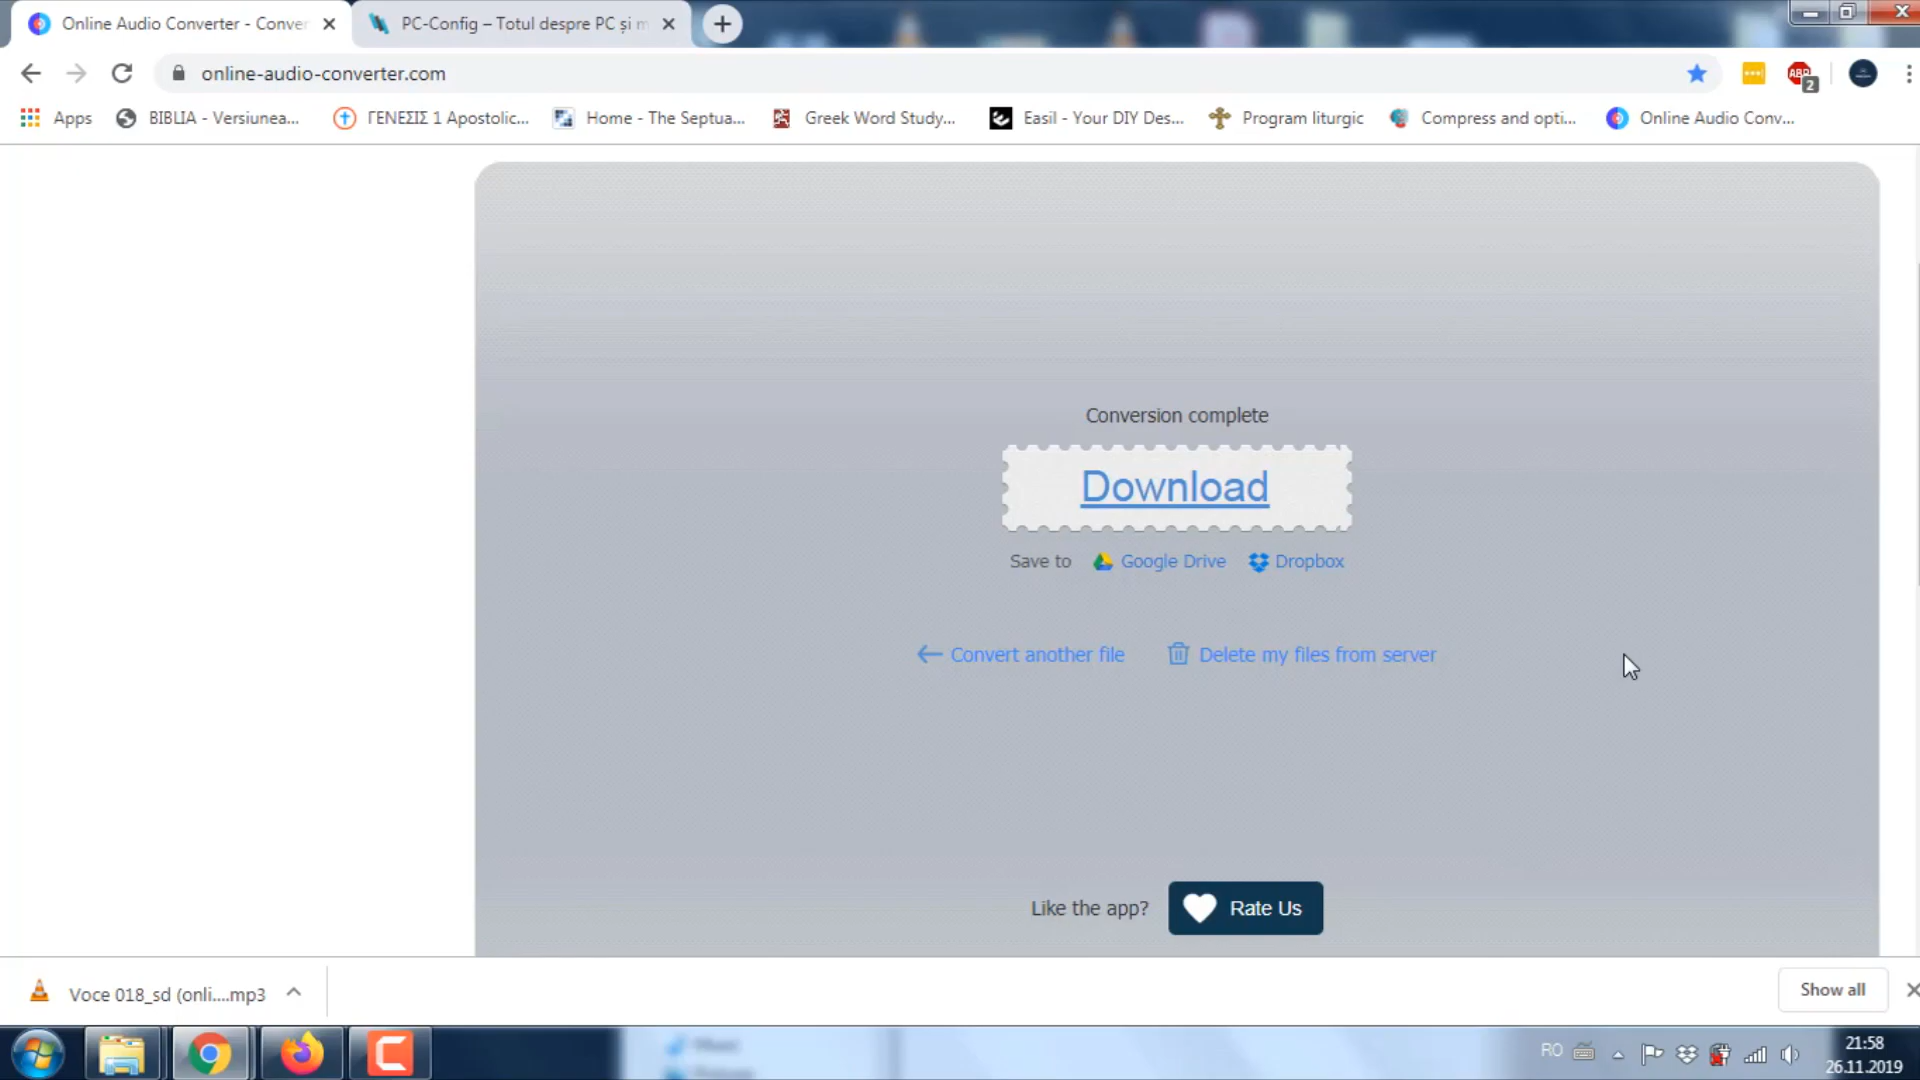 Online Audio Converter - Conver
PC-Config – Totul despre PC și m
online-audio-converter.com
ABP
2
Apps
BIBLIA - Versiunea...
ΓΕΝΕΣΙΣ 1 Apostolic...
Home - The Septua...
Greek Word Study...
Easil - Your DIY Des...
Program liturgic
Compress and opti...
Online Audio Conv...
Conversion complete
Download
Save to Google Drive Dropbox
Convert another file
Delete my files from server
Like the app?
Rate Us
Voce 018_sd (onli....mp3
Show all
RO
21:58
26.11.2019